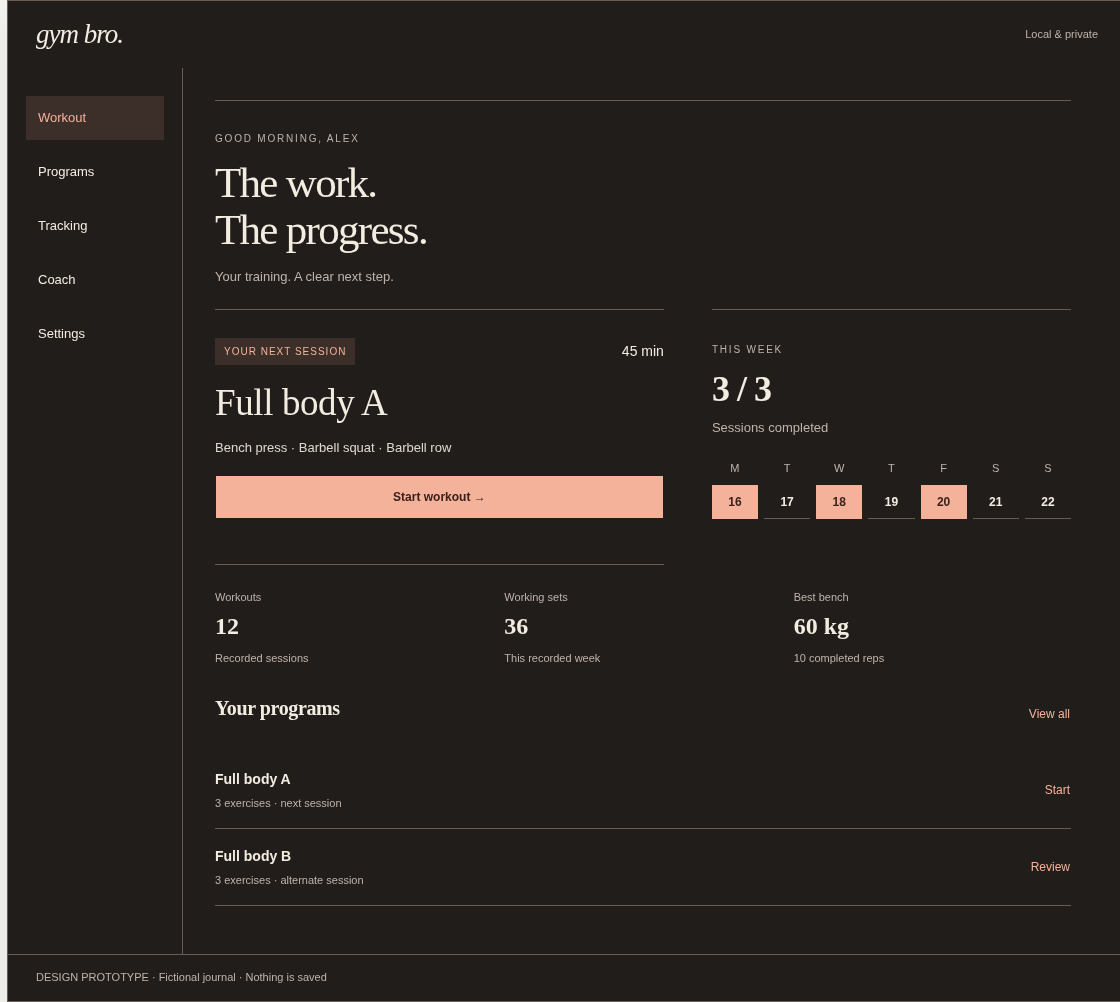 gym bro.
Local & private
Workout
Programs
Tracking
Coach
Settings
GOOD MORNING, ALEX
The work.
The progress.
Your training. A clear next step.
YOUR NEXT SESSION
45 min
Full body A
Bench press · Barbell squat · Barbell row
Start workout →
THIS WEEK
3 / 3
Sessions completed
M T W T F S S
16 17 18 19 20 21 22
Workouts
12
Recorded sessions
Working sets
36
This recorded week
Best bench
60 kg
10 completed reps
Your programs
View all
Full body A
3 exercises · next session
Start
Full body B
3 exercises · alternate session
Review
DESIGN PROTOTYPE · Fictional journal · Nothing is saved